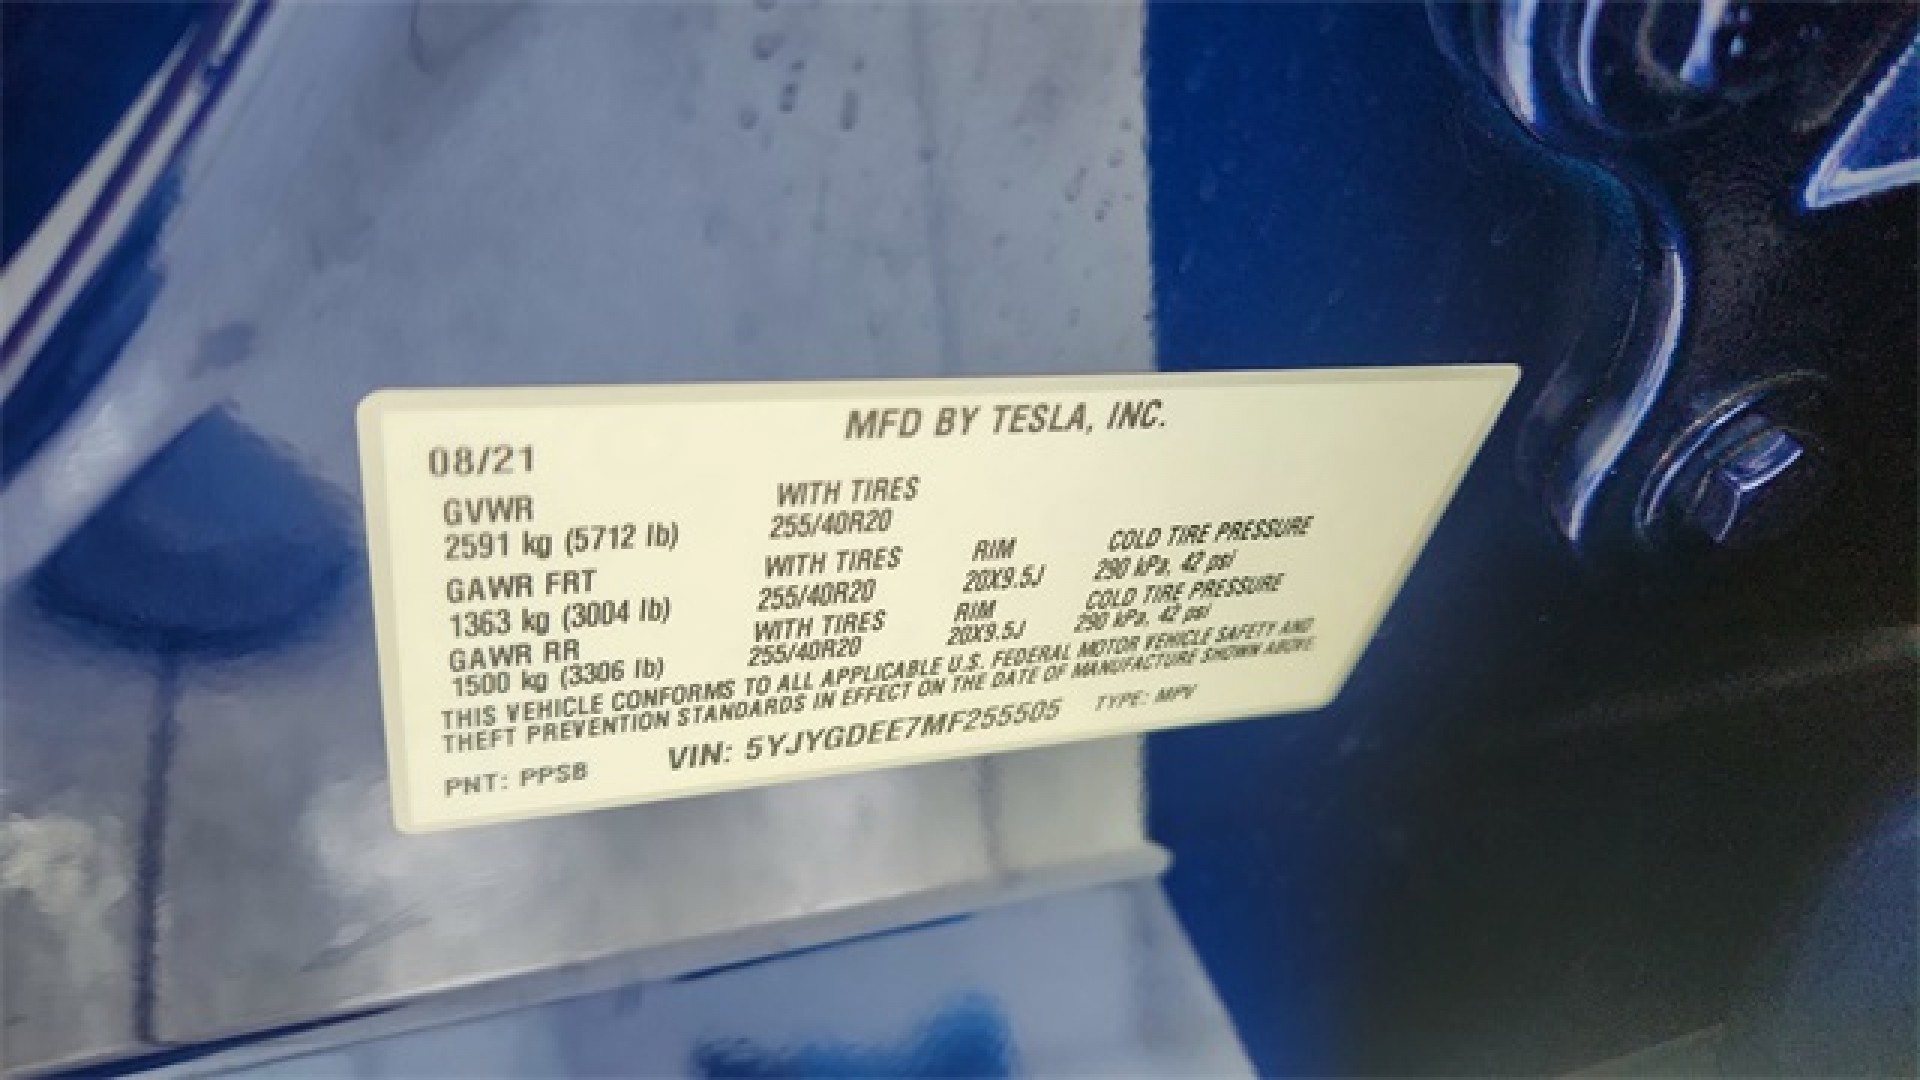 MFD BY TESLA, INC.
08/21
GVWR WITH TIRES
2591 kg (5712 lb) 255/40R20
GAWR FRT WITH TIRES RIM COLD TIRE PRESSURE
1363 kg (3004 lb) 255/40R20 20X9.5J 290 kPa, 42 psi
GAWR RR WITH TIRES RIM COLD TIRE PRESSURE
1500 kg (3306 lb) 255/40R20 20X9.5J 290 kPa, 42 psi
THIS VEHICLE CONFORMS TO ALL APPLICABLE U.S. FEDERAL MOTOR VEHICLE SAFETY AND
THEFT PREVENTION STANDARDS IN EFFECT ON THE DATE OF MANUFACTURE SHOWN ABOVE
PNT: PPSB VIN: 5YJYGDEE7MF255505 TYPE: MPV